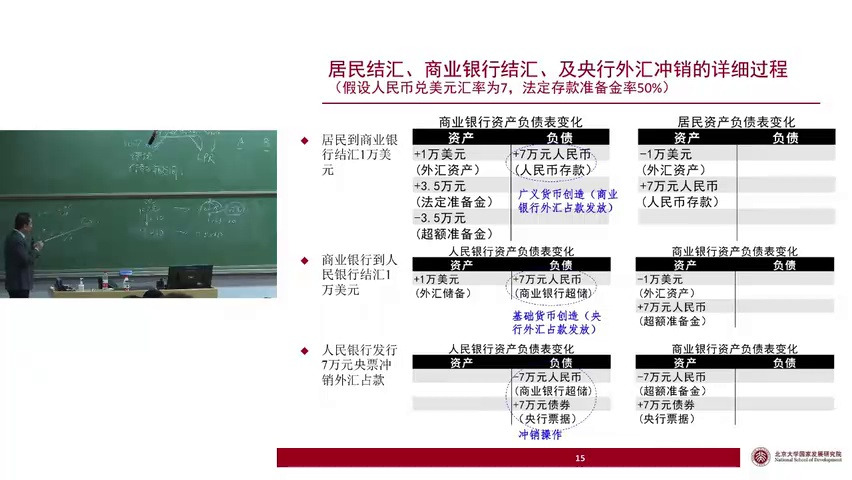 居民结汇、商业银行结汇、及央行外汇冲销的详细过程
（假设人民币兑美元汇率为7，法定存款准备金率50%）
居民到商业银
行结汇1万美
元
商业银行资产负债表变化
资产 负债
+1万美元 +7万元人民币
(外汇资产) (人民币存款)
+3.5万元
(法定准备金)
-3.5万元
(超额准备金)
广义货币创造（商业
银行外汇占款发放）
居民资产负债表变化
资产 负债
-1万美元
(外汇资产)
+7万元人民币
(人民币存款)
商业银行到人
民银行结汇1
万美元
人民银行资产负债表变化
资产 负债
+1万美元 +7万元人民币
(外汇储备) (商业银行超储)
基础货币创造（央
行外汇占款发放）
商业银行资产负债表变化
资产 负债
-1万美元
(外汇资产)
+7万元人民币
(超额准备金)
人民银行发行
7万元央票冲
销外汇占款
人民银行资产负债表变化
资产 负债
-7万元人民币
(商业银行超储)
+7万元债券
(央行票据)
冲销操作
商业银行资产负债表变化
资产 负债
-7万元人民币
(超额准备金)
+7万元债券
(央行票据)
15
北京大学国家发展研究院
National School of Development